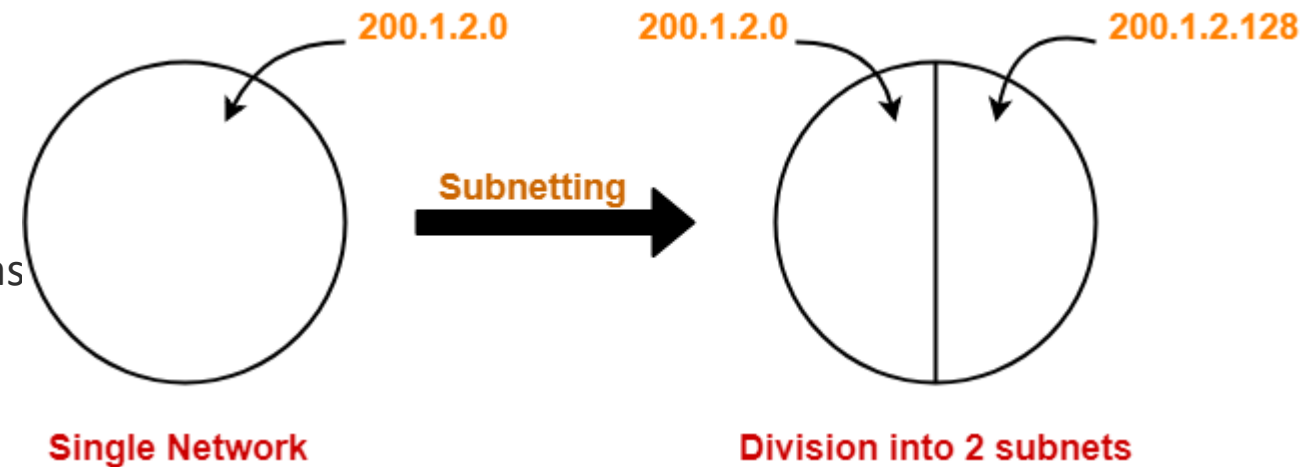 200.1.2.0
200.1.2.0
200.1.2.128
Subnetting
Single Network
Division into 2 subnets